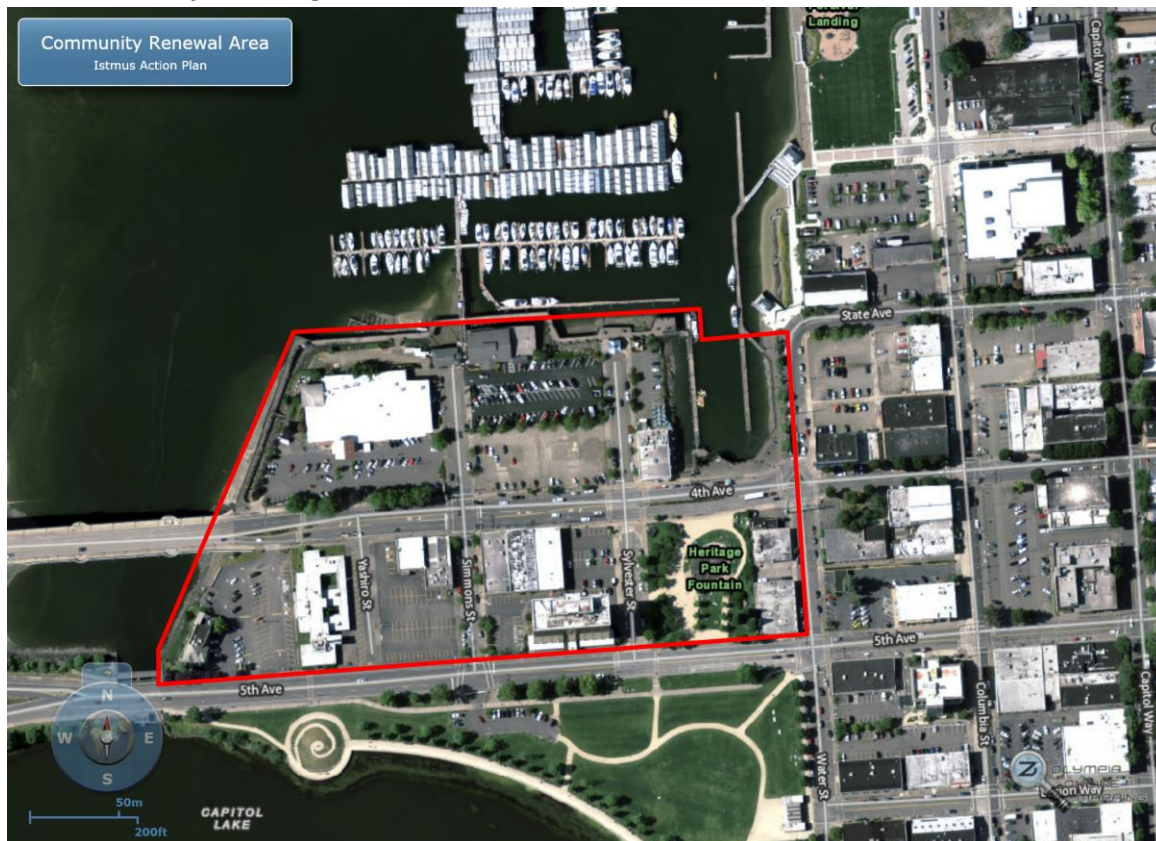 Community Renewal Area
Istmus Action Plan
Landing
Capitol Way
State Ave
4th Ave
Yashiro St
Simmons St
Sylvester St
Heritage
Park
Fountain
5th Ave
5th Ave
Columbia St
Capitol Way
Water St
N
W
E
S
50m
200ft
CAPITOL
LAKE
OLYMPIA
Way